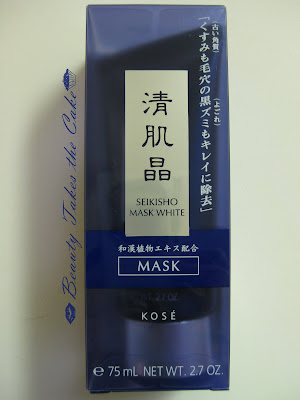 「くすみも毛穴の黒ズミもキレイに除去」
(古い角質)
(よごれ)
清肌晶
SEIKISHO
MASK WHITE
和漢植物エキス配合
MASK
KOSÉ
℮ 75 mL NET WT. 2.7 OZ.
Beauty Takes the Cake